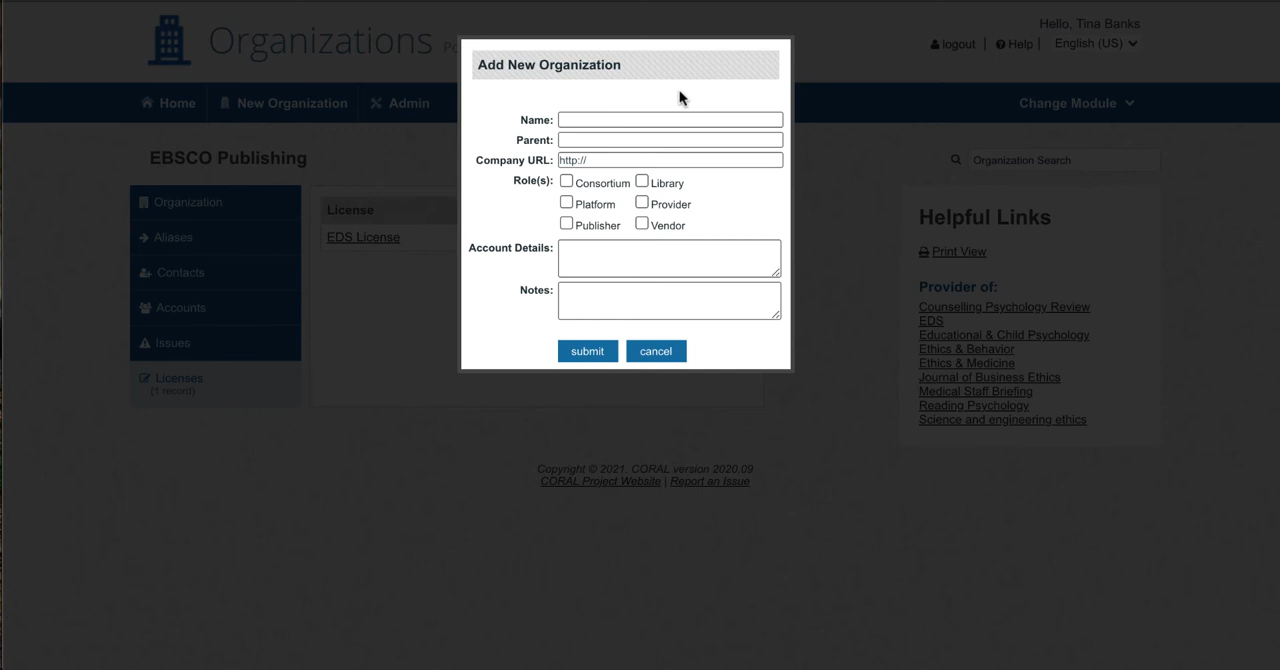 Hello, Tina Banks
Organizations
logout | Help | English (US)
Home New Organization Admin Change Module
Add New Organization
Name:
Parent:
Company URL: http://
Role(s): Consortium Library
Platform Provider
Publisher Vendor
Account Details:
Notes:
submit cancel
EBSCO Publishing
Organization Search
Organization
Aliases
Contacts
Accounts
Issues
Licenses
(1 record)
License
EDS License
Helpful Links
Print View
Provider of:
Counselling Psychology Review
EDS
Educational & Child Psychology
Ethics & Behavior
Ethics & Medicine
Journal of Business Ethics
Medical Staff Briefing
Reading Psychology
Science and engineering ethics
Copyright © 2021. CORAL version 2020.09
CORAL Project Website | Report an Issue